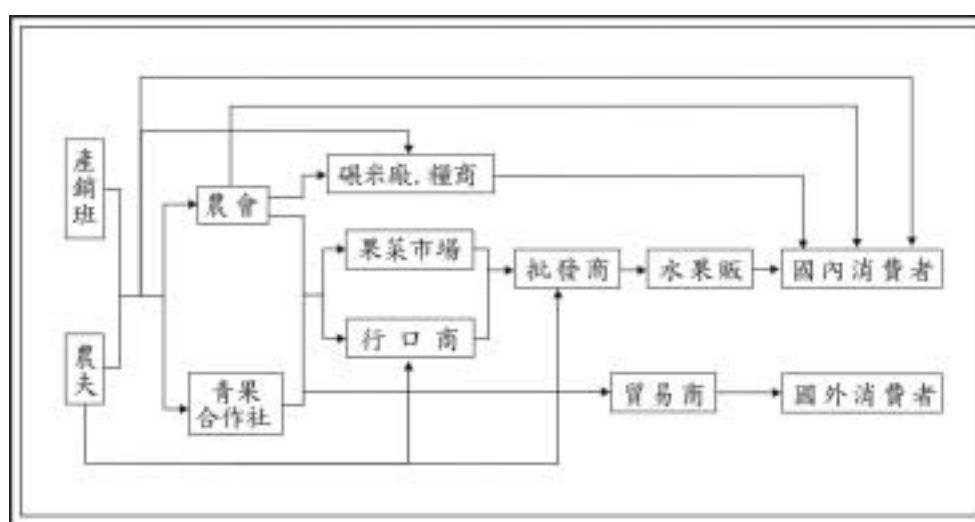 產銷班
農會
碾米廠,糧商
果菜市場
批發商
水果販
國內消費者
行口商
農夫
青果
合作社
貿易商
國外消費者